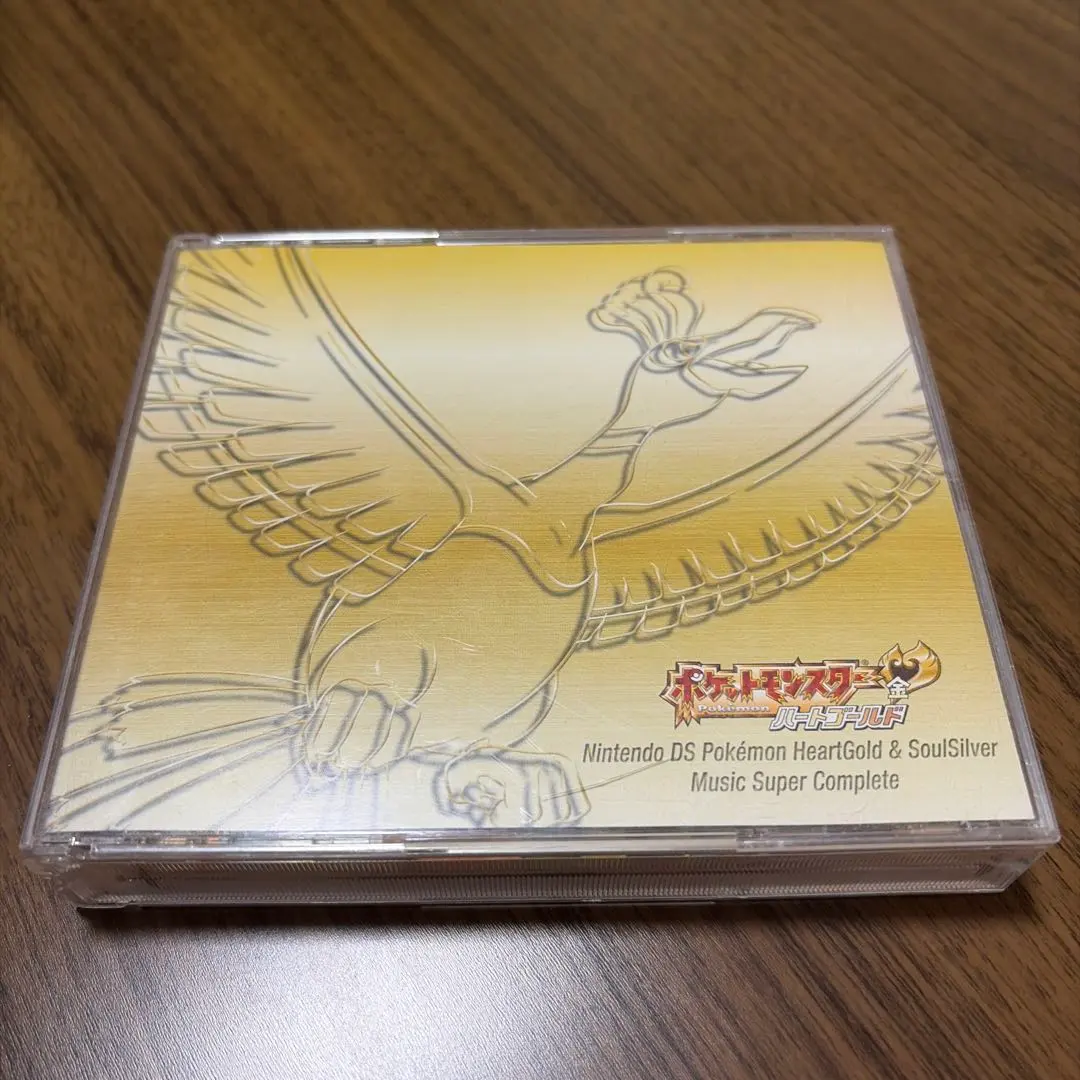 ポケットモンスター
金
Pokémon
ハートゴールド
Nintendo DS Pokémon HeartGold & SoulSilver
Music Super Complete